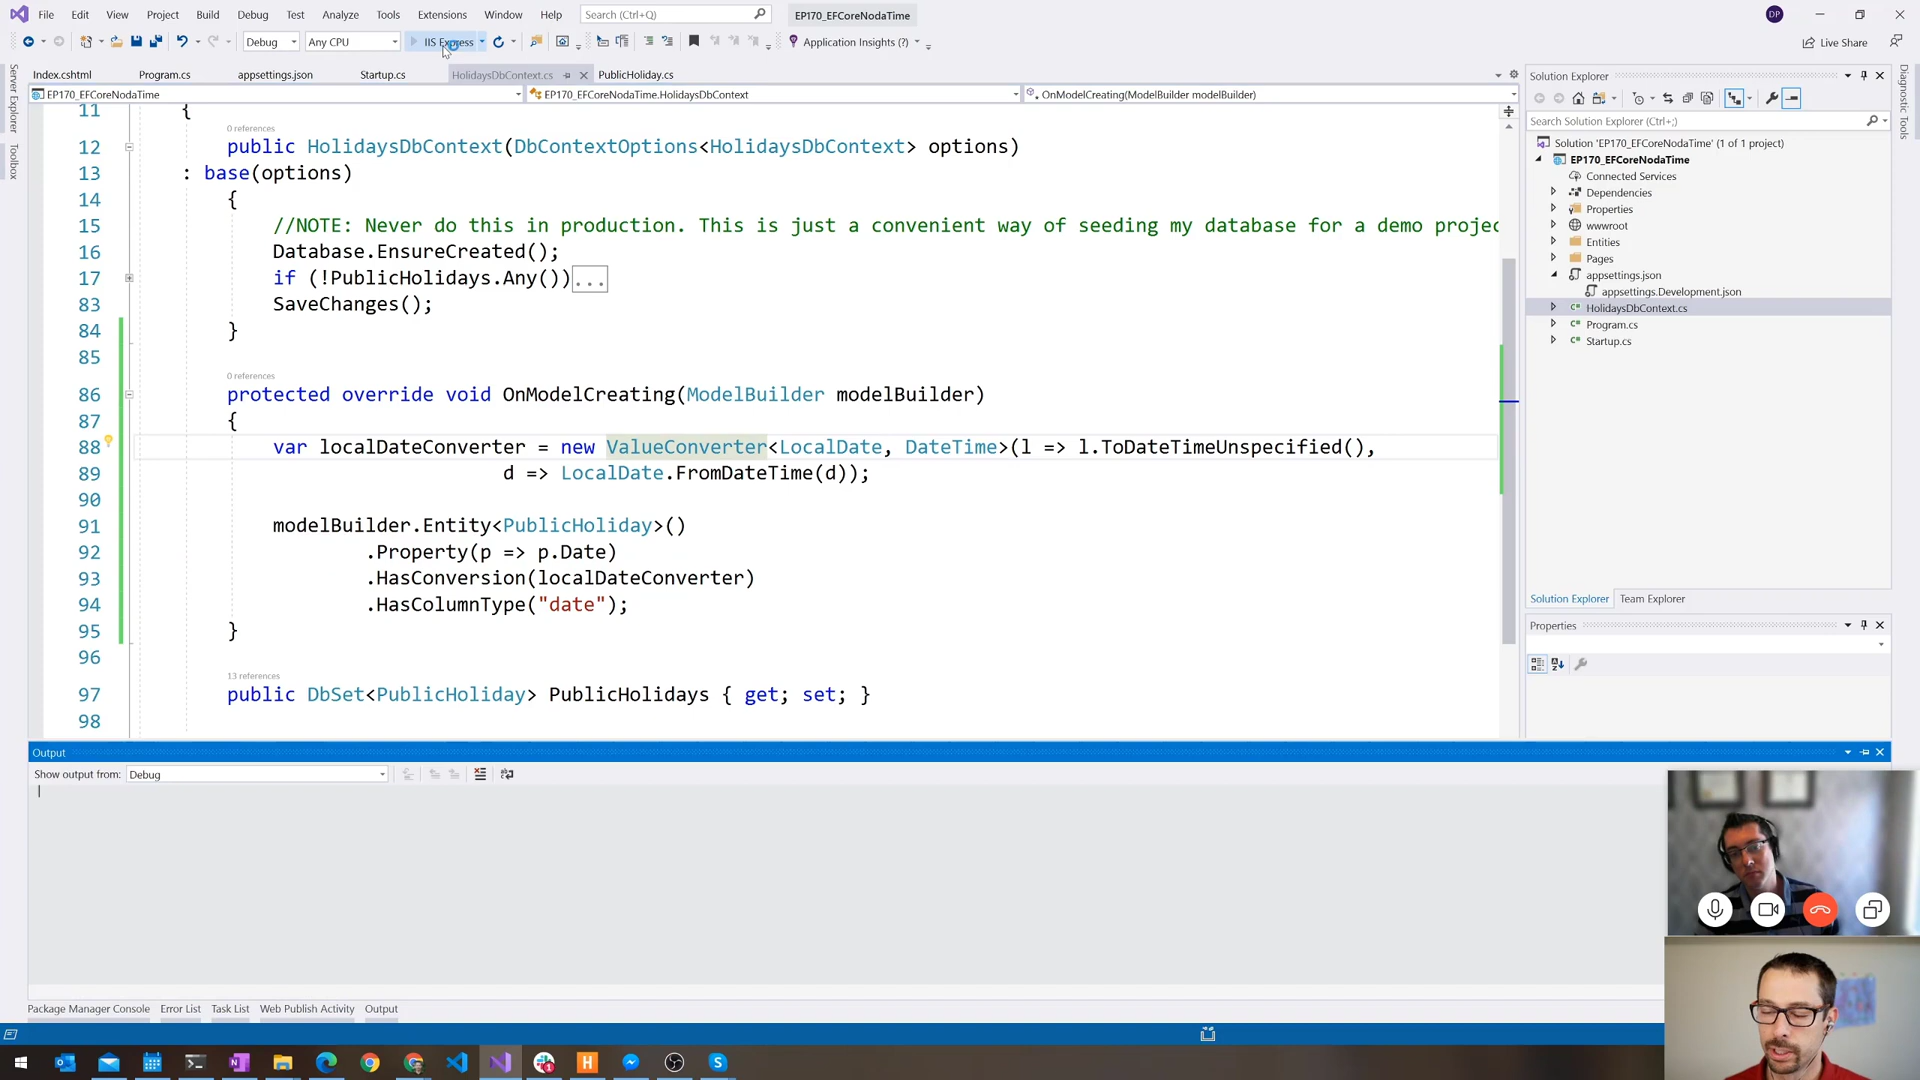 File Edit View Project Build Debug Test Analyze Tools Extensions Window Help Search (Ctrl+Q) EP170_EFCoreNodaTime DP
Debug Any CPU IIS Express Application Insights (?) Live Share
Index.cshtml Program.cs appsettings.json Startup.cs HolidaysDbContext.cs PublicHoliday.cs
EP170_EFCoreNodaTime EP170_EFCoreNodaTime.HolidaysDbContext OnModelCreating(ModelBuilder modelBuilder)
Server Explorer
Toolbox
11 {
0 references
12 public HolidaysDbContext(DbContextOptions<HolidaysDbContext> options)
13 : base(options)
14 {
15 //NOTE: Never do this in production. This is just a convenient way of seeding my database for a demo projec
16 Database.EnsureCreated();
17 if (!PublicHolidays.Any())...
83 SaveChanges();
84 }
85
0 references
86 protected override void OnModelCreating(ModelBuilder modelBuilder)
87 {
88 var localDateConverter = new ValueConverter<LocalDate, DateTime>(l => l.ToDateTimeUnspecified(),
89 d => LocalDate.FromDateTime(d));
90
91 modelBuilder.Entity<PublicHoliday>()
92 .Property(p => p.Date)
93 .HasConversion(localDateConverter)
94 .HasColumnType("date");
95 }
96
13 references
97 public DbSet<PublicHoliday> PublicHolidays { get; set; }
98
Solution Explorer
Search Solution Explorer (Ctrl+;)
Solution 'EP170_EFCoreNodaTime' (1 of 1 project)
EP170_EFCoreNodaTime
Connected Services
Dependencies
Properties
wwwroot
Entities
Pages
appsettings.json
appsettings.Development.json
HolidaysDbContext.cs
Program.cs
Startup.cs
Solution Explorer Team Explorer
Properties
Diagnostic Tools
Output
Show output from: Debug
Package Manager Console Error List Task List Web Publish Activity Output